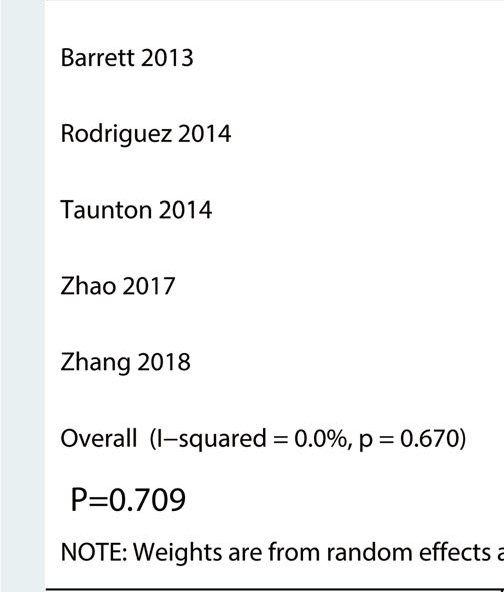 Barrett 2013
Rodriguez 2014
Taunton 2014
Zhao 2017
Zhang 2018
Overall  (I−squared = 0.0%, p = 0.670)
P=0.709
NOTE: Weights are from random effects a